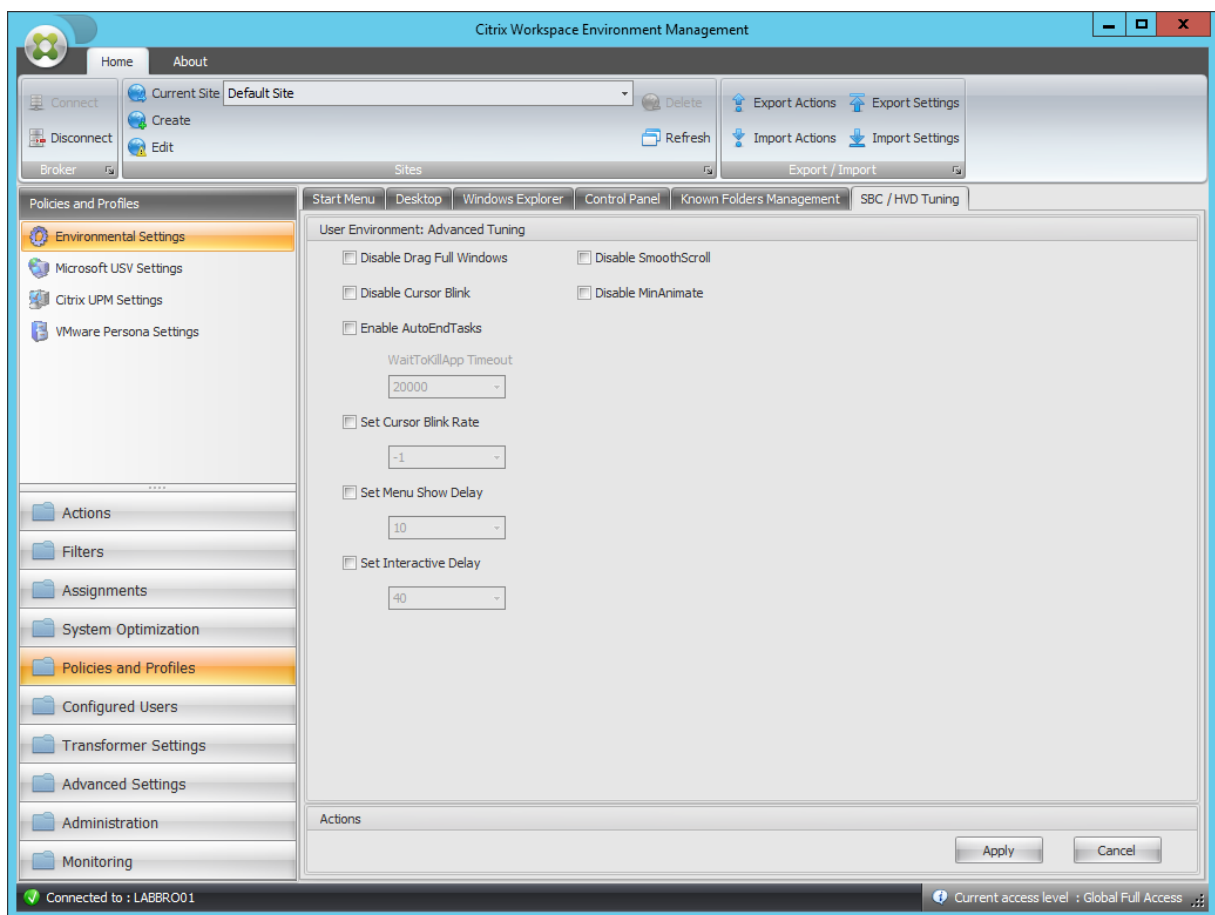 Citrix Workspace Environment Management
Home About
Connect
Disconnect
Broker
Current Site Default Site
Create
Edit
Delete
Refresh
Sites
Export Actions Export Settings
Import Actions Import Settings
Export / Import
Policies and Profiles
Environmental Settings
Microsoft USV Settings
Citrix UPM Settings
VMware Persona Settings
Actions
Filters
Assignments
System Optimization
Policies and Profiles
Configured Users
Transformer Settings
Advanced Settings
Administration
Monitoring
Start Menu Desktop Windows Explorer Control Panel Known Folders Management SBC / HVD Tuning
User Environment: Advanced Tuning
Disable Drag Full Windows Disable SmoothScroll
Disable Cursor Blink Disable MinAnimate
Enable AutoEndTasks
WaitToKillApp Timeout
20000
Set Cursor Blink Rate
-1
Set Menu Show Delay
10
Set Interactive Delay
40
Actions
Apply Cancel
Connected to : LABBRO01
Current access level : Global Full Access